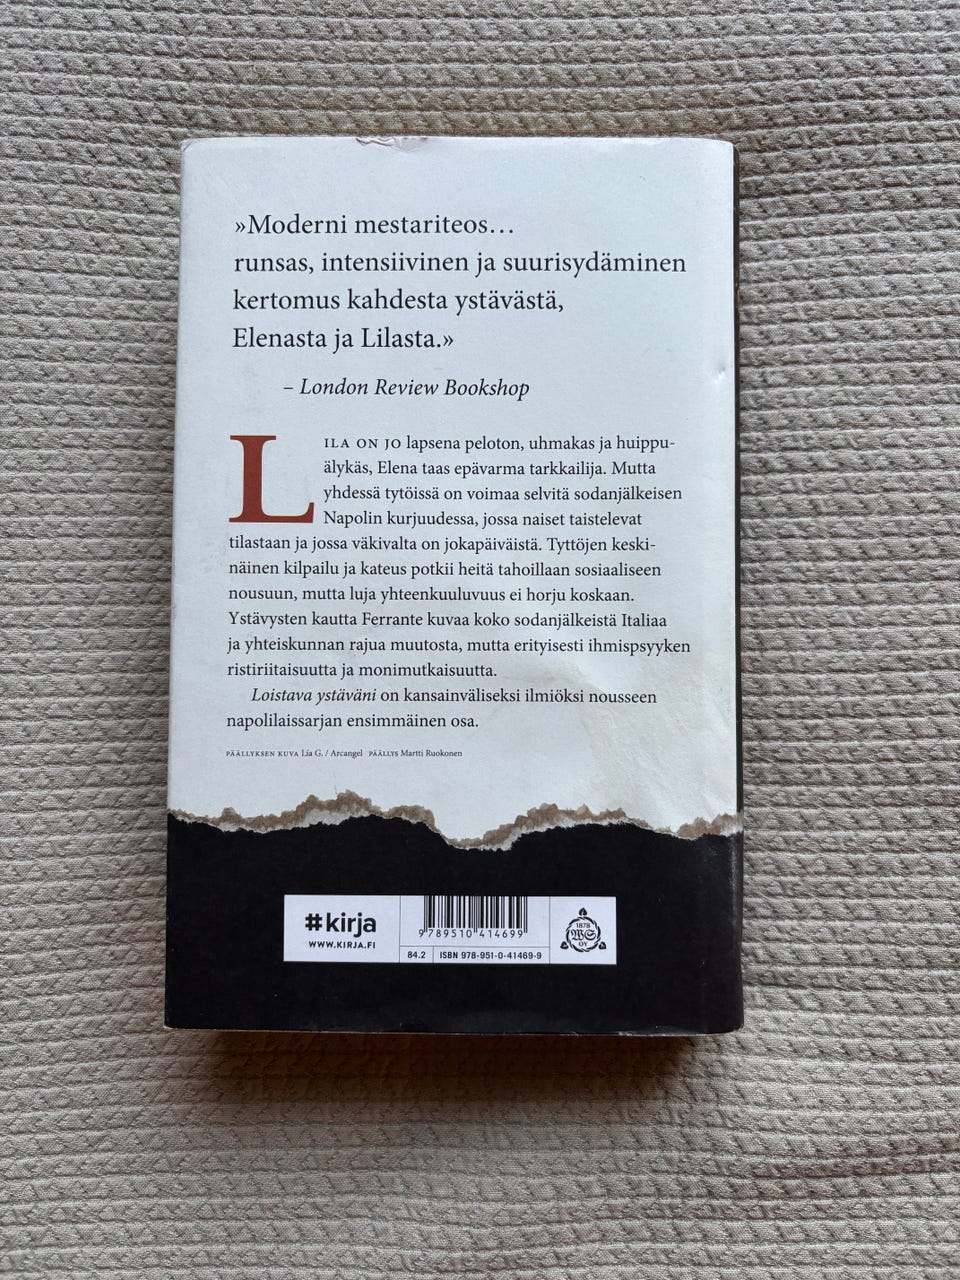 »Moderni mestariteos…
runsas, intensiivinen ja suurisydäminen
kertomus kahdesta ystävästä,
Elenasta ja Lilasta.»
– London Review Bookshop
LILA ON JO lapsena peloton, uhmakas ja huippu-
älykäs, Elena taas epävarma tarkkailija. Mutta
yhdessä tytöissä on voimaa selvitä sodanjälkeisen
Napolin kurjuudessa, jossa naiset taistelevat
tilastaan ja jossa väkivalta on jokapäiväistä. Tyttöjen keski-
näinen kilpailu ja kateus potkii heitä tahoillaan sosiaaliseen
nousuun, mutta luja yhteenkuuluvuus ei horju koskaan.
Ystävysten kautta Ferrante kuvaa koko sodanjälkeistä Italiaa
ja yhteiskunnan rajua muutosta, mutta erityisesti ihmispsyyken
ristiriitaisuutta ja monimutkaisuutta.
Loistava ystäväni on kansainväliseksi ilmiöksi nousseen
napolilaissarjan ensimmäinen osa.
PÄÄLLYKSEN KUVA Lía G. / Arcangel PÄÄLLYS Martti Ruokonen
#kirja
WWW.KIRJA.FI
9 789510 414699
84.2 ISBN 978-951-0-41469-9
1878
WS
OY